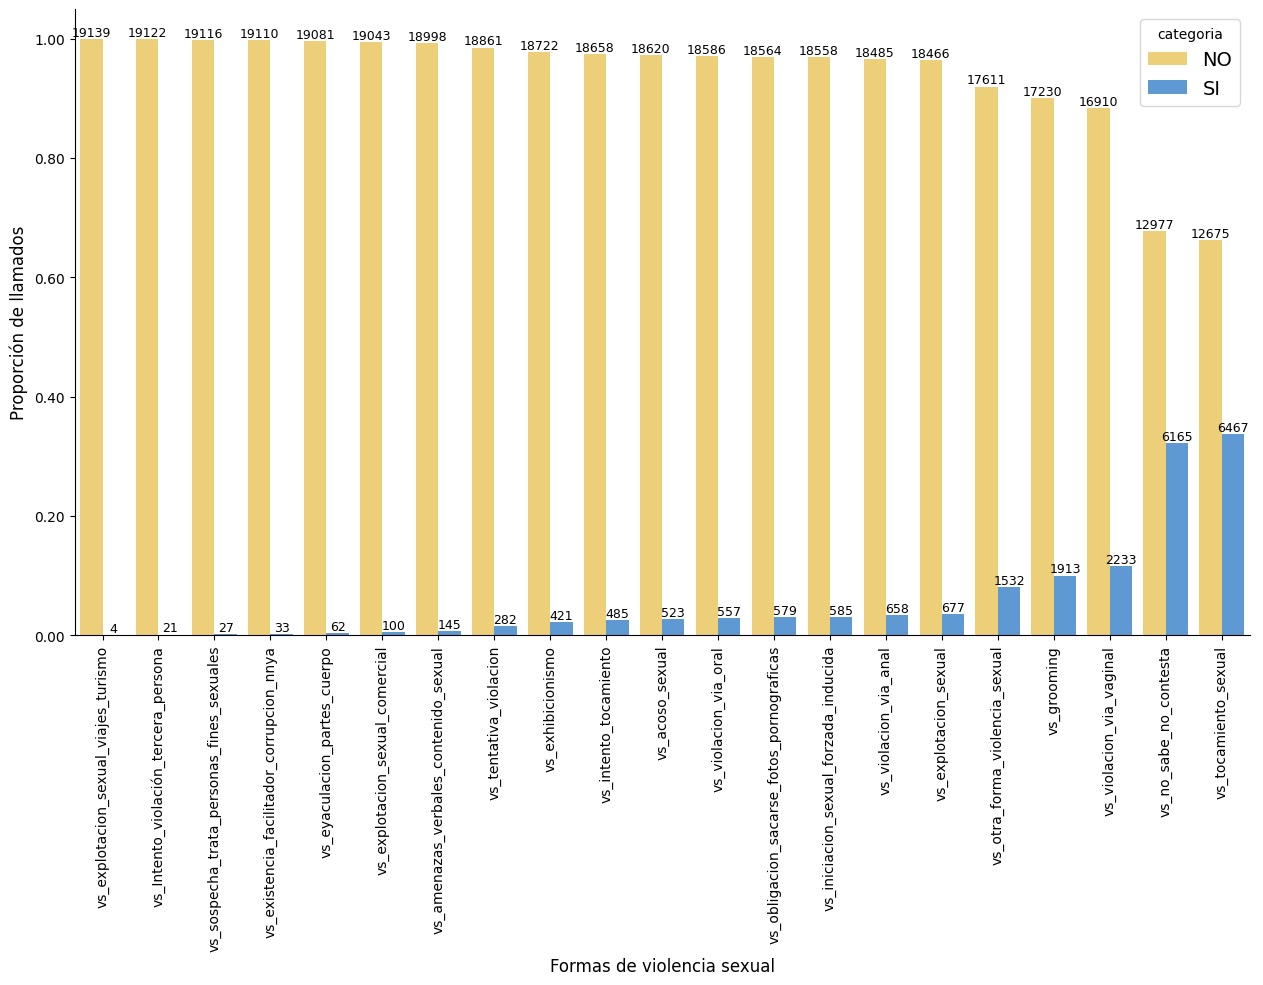 categoria
NO
SI
Proporción de llamados
1.00
0.80
0.60
0.40
0.20
0.00
19139
19122
19116
19110
19081
19043
18998
18861
18722
18658
18620
18586
18564
18558
18485
18466
17611
17230
16910
12977
12675
4
21
27
33
62
100
145
282
421
485
523
557
579
585
658
677
1532
1913
2233
6165
6467
vs_explotacion_sexual_viajes_turismo
vs_Intento_violación_tercera_persona
vs_sospecha_trata_personas_fines_sexuales
vs_existencia_facilitador_corrupcion_nnya
vs_eyaculacion_partes_cuerpo
vs_explotacion_sexual_comercial
vs_amenazas_verbales_contenido_sexual
vs_tentativa_violacion
vs_exhibicionismo
vs_intento_tocamiento
vs_acoso_sexual
vs_violacion_via_oral
vs_obligacion_sacarse_fotos_pornograficas
vs_iniciacion_sexual_forzada_inducida
vs_violacion_via_anal
vs_explotacion_sexual
vs_otra_forma_violencia_sexual
vs_grooming
vs_violacion_via_vaginal
vs_no_sabe_no_contesta
vs_tocamiento_sexual
Formas de violencia sexual